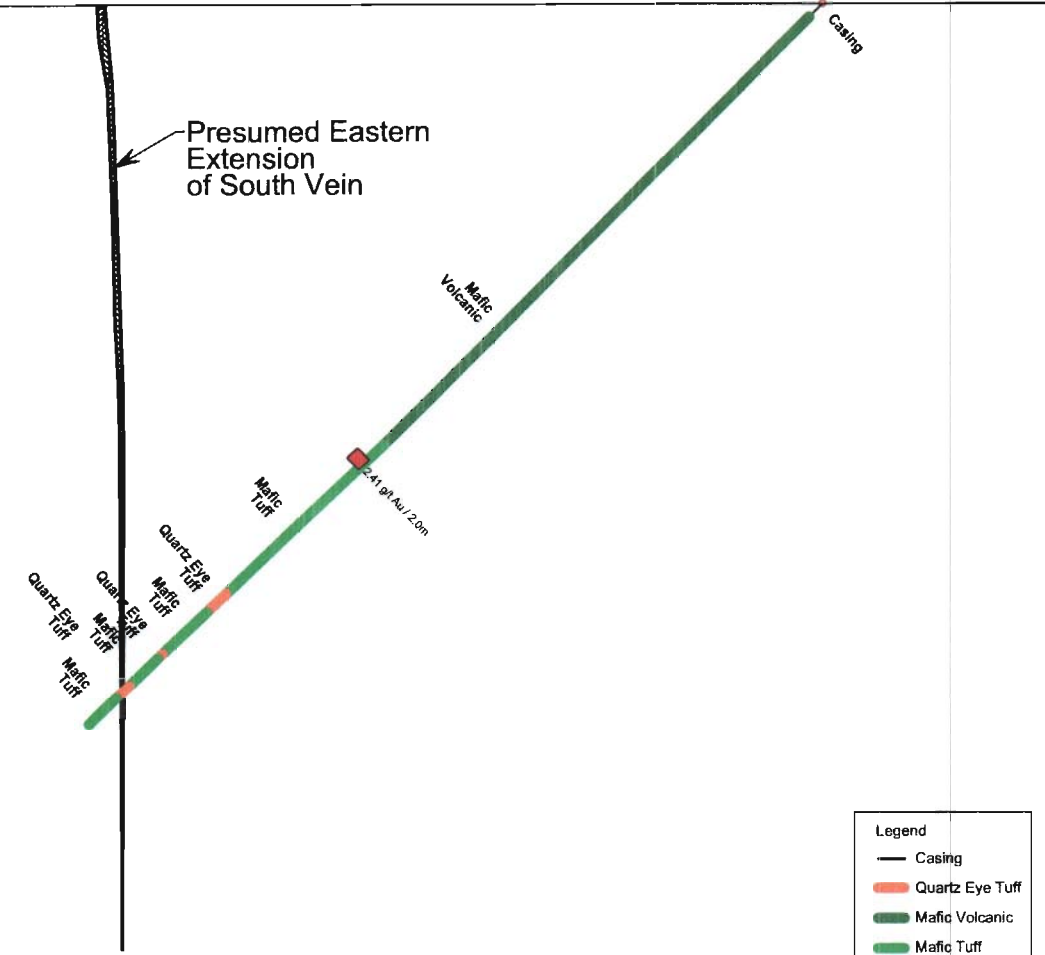 Casing
Presumed Eastern
Extension
of South Vein
Mafic
Volcanic
2.41 g/t Au / 2.0m
Mafic
Tuff
Quartz Eye
Tuff
Mafic
Tuff
Quartz Eye
Tuff
Mafic
Tuff
Quartz Eye
Tuff
Mafic
Tuff
Legend
Casing
Quartz Eye Tuff
Mafic Volcanic
Mafic Tuff